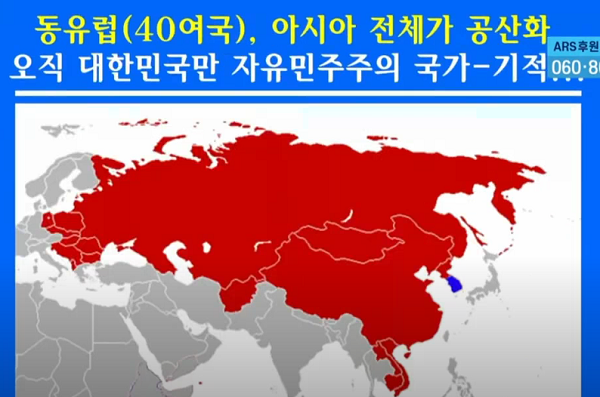 동유럽(40여국), 아시아 전체가 공산화
오직 대한민국만 자유민주주의 국가-기적...
ARS후원
060·80